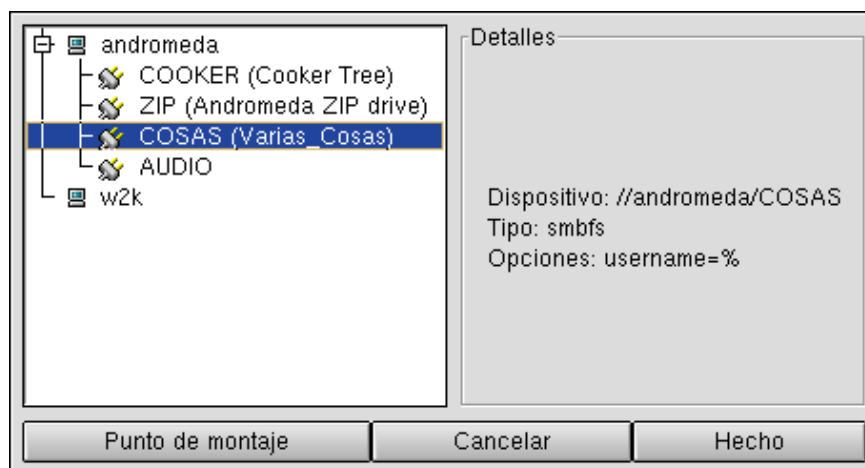 andromeda
COOKER (Cooker Tree)
ZIP (Andromeda ZIP drive)
COSAS (Varias_Cosas)
AUDIO
w2k
Detalles
Dispositivo: //andromeda/COSAS
Tipo: smbfs
Opciones: username=%
Punto de montaje
Cancelar
Hecho